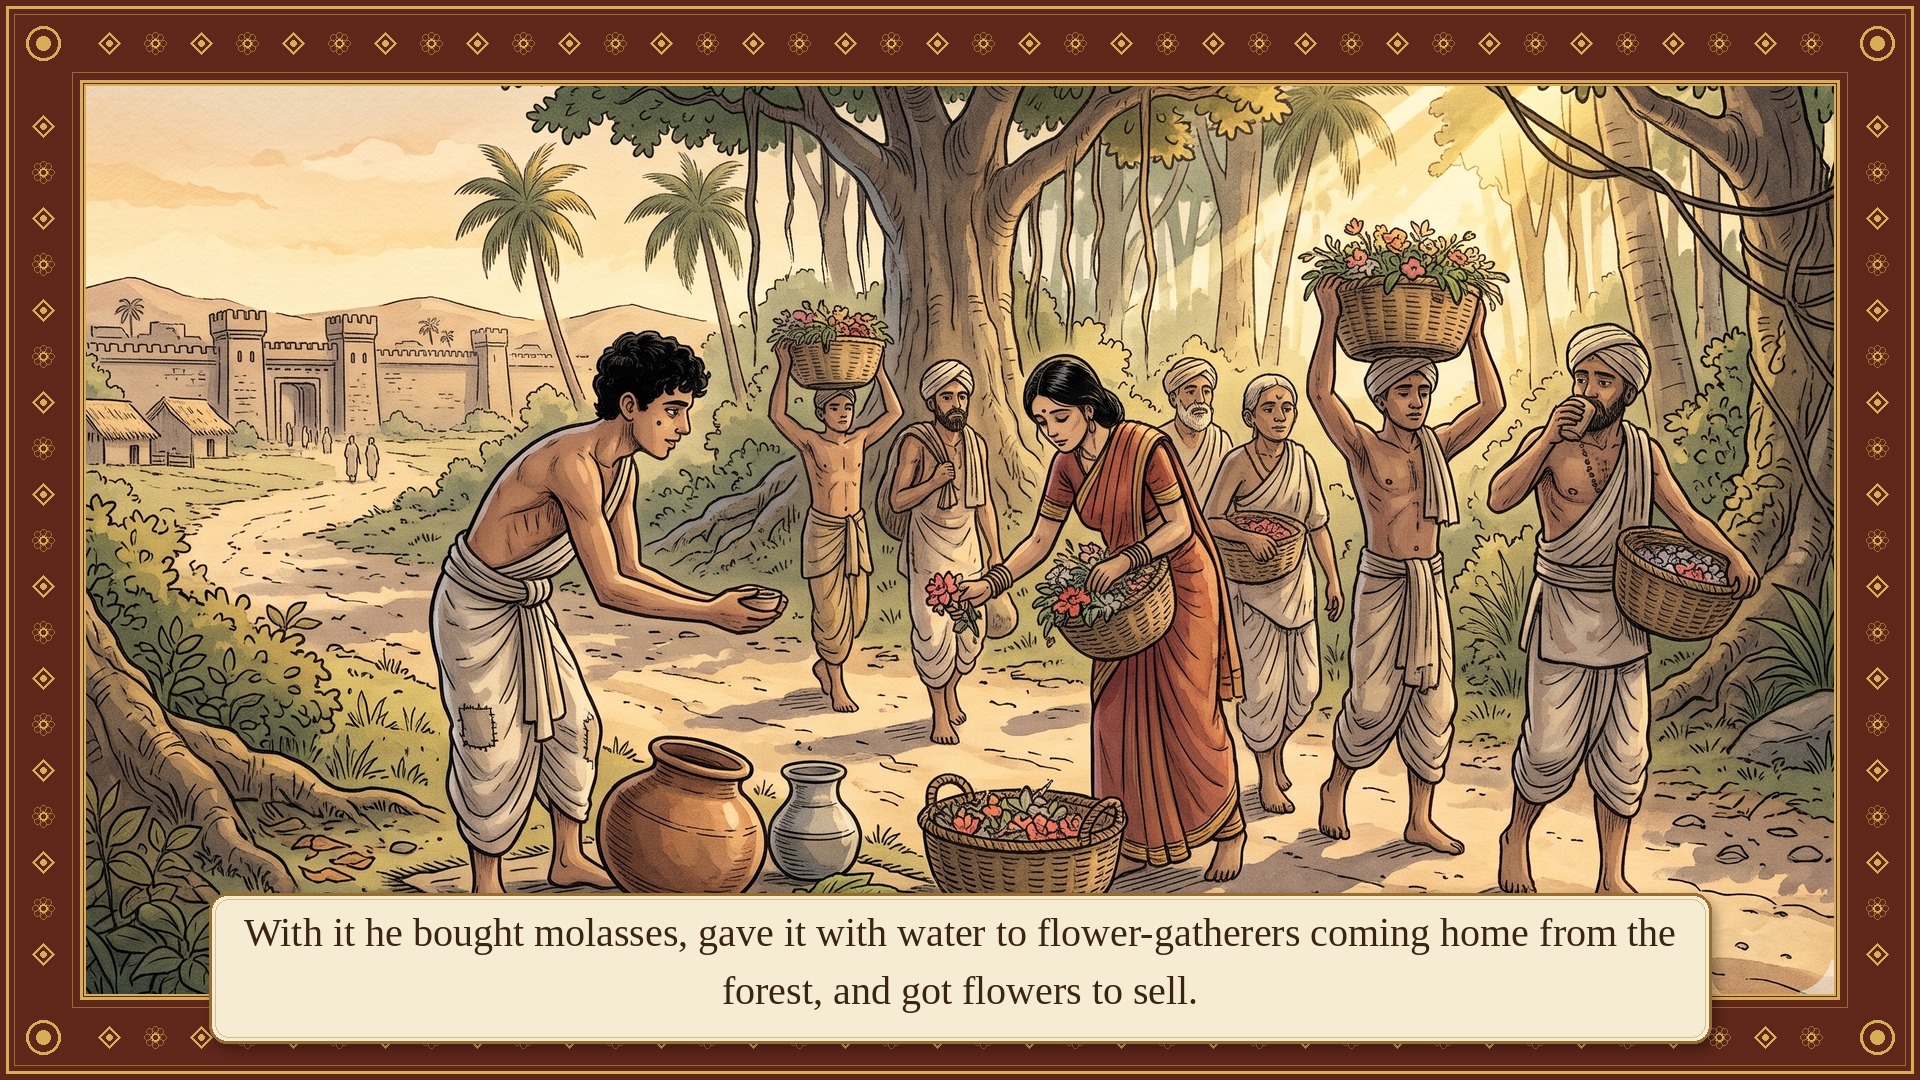 With it he bought molasses, gave it with water to flower-gatherers coming home from the
forest, and got flowers to sell.